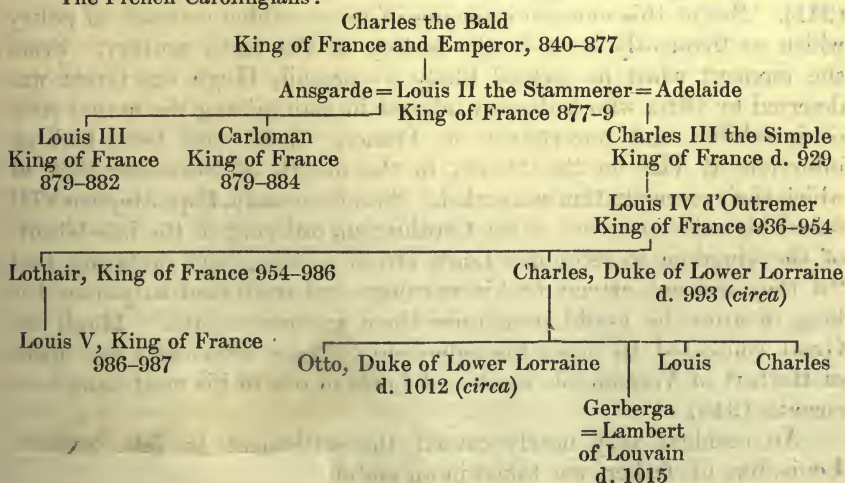 The French Carolingians.
Charles the Bald
King of France and Emperor, 840–877
Ansgarde = Louis II the Stammerer = Adelaide
King of France 877–9
Louis III
King of France
879–882
Carloman
King of France
879–884
Charles III the Simple
King of France d. 929
Louis IV d'Outremer
King of France 936–954
Lothair, King of France 954–986
Charles, Duke of Lower Lorraine
d. 993 (circa)
Louis V, King of France
986–987
Otto, Duke of Lower Lorraine
d. 1012 (circa)
Louis
Charles
Gerberga
=Lambert
of Louvain
d. 1015